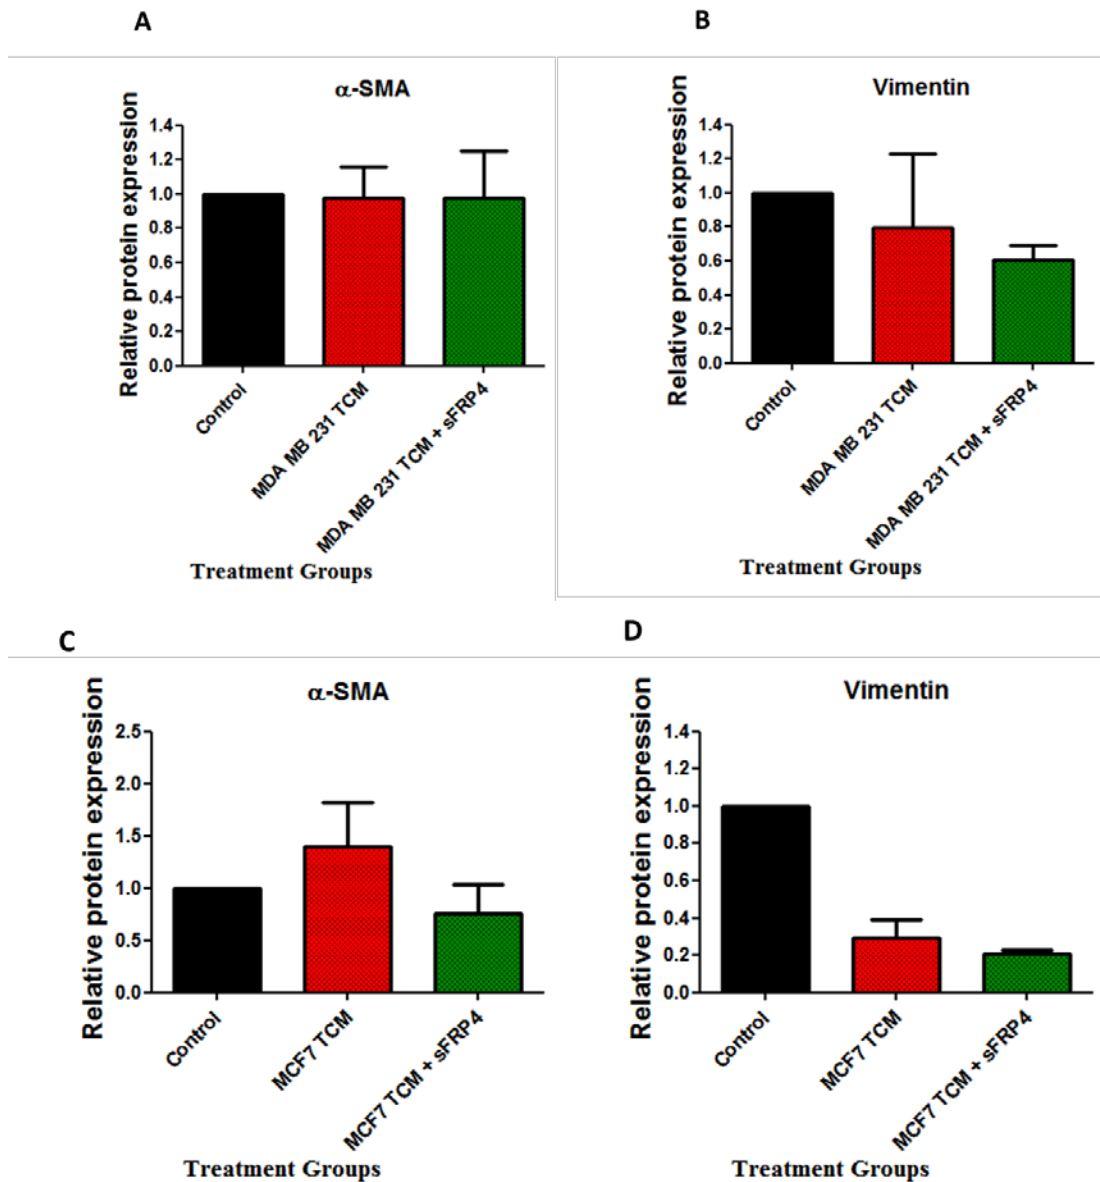 A
α-SMA
Relative protein expression
1.4
1.2
1.0
0.8
0.6
0.4
0.2
0.0
Control
MDA MB 231 TCM
MDA MB 231 TCM + sFRP4
Treatment Groups
B
Vimentin
Relative protein expression
1.4
1.2
1.0
0.8
0.6
0.4
0.2
0.0
Control
MDA MB 231 TCM
MDA MB 231 TCM + sFRP4
Treatment Groups
C
α-SMA
Relative protein expression
2.5
2.0
1.5
1.0
0.5
0.0
Control
MCF7 TCM
MCF7 TCM + sFRP4
Treatment Groups
D
Vimentin
Relative protein expression
1.4
1.2
1.0
0.8
0.6
0.4
0.2
0.0
Control
MCF7 TCM
MCF7 TCM + sFRP4
Treatment Groups